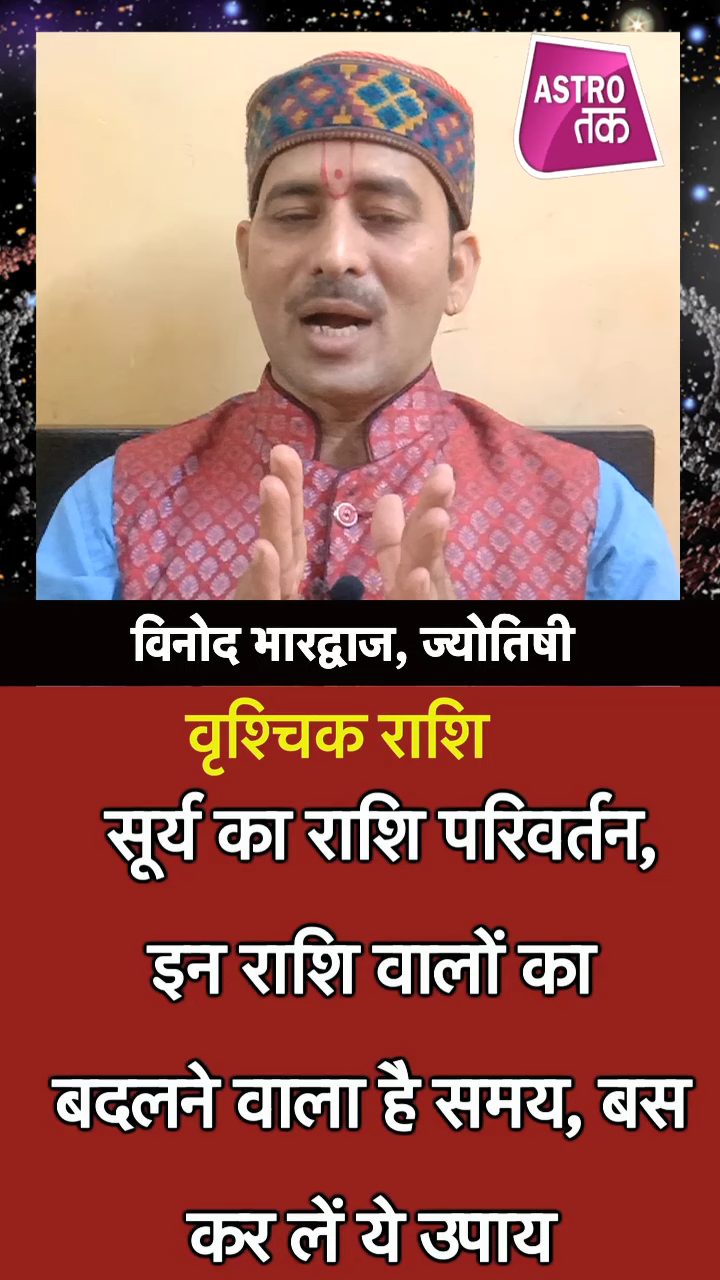 ASTRO
तक
विनोद भारद्वाज, ज्योतिषी
वृश्चिक राशि
सूर्य का राशि परिवर्तन,
इन राशि वालों का
बदलने वाला है समय, बस
कर लें ये उपाय